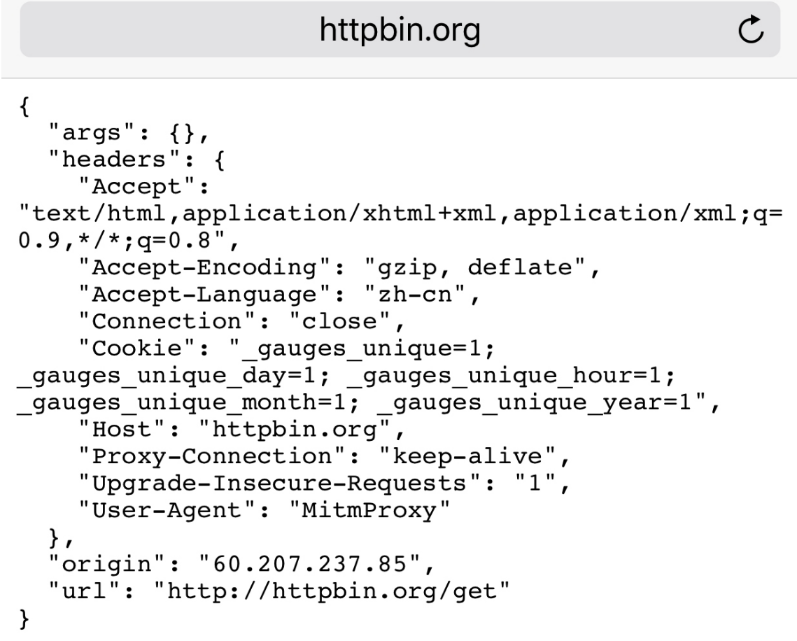 httpbin.org
{
  "args": {},
  "headers": {
    "Accept":
"text/html,application/xhtml+xml,application/xml;q=
0.9,*/*;q=0.8",
    "Accept-Encoding": "gzip, deflate",
    "Accept-Language": "zh-cn",
    "Connection": "close",
    "Cookie": "_gauges_unique=1;
_gauges_unique_day=1; _gauges_unique_hour=1;
_gauges_unique_month=1; _gauges_unique_year=1",
    "Host": "httpbin.org",
    "Proxy-Connection": "keep-alive",
    "Upgrade-Insecure-Requests": "1",
    "User-Agent": "MitmProxy"
  },
  "origin": "60.207.237.85",
  "url": "http://httpbin.org/get"
}